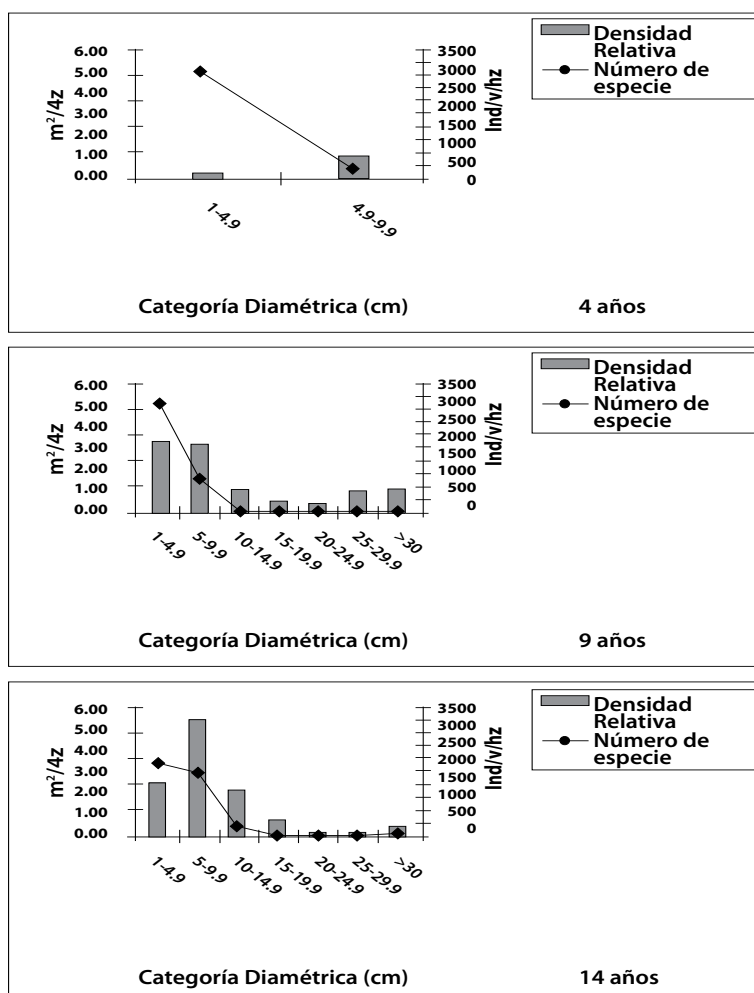 6.00
5.00
4.00
3.00
2.00
1.00
0.00
m²/4z
3500
3000
2500
2000
1500
1000
500
0
Ind/v/hz
Densidad
Relativa
Número de
especie
1-4.9
4.9-9.9
Categoría Diamétrica (cm)
4 años
6.00
5.00
4.00
3.00
2.00
1.00
0.00
m²/4z
3500
3000
2500
2000
1500
1000
500
0
Ind/v/hz
Densidad
Relativa
Número de
especie
1-4.9
5-9.9
10-14.9
15-19.9
20-24.9
25-29.9
>30
Categoría Diamétrica (cm)
9 años
6.00
5.00
4.00
3.00
2.00
1.00
0.00
m²/4z
3500
3000
2500
2000
1500
1000
500
0
Ind/v/hz
Densidad
Relativa
Número de
especie
1-4.9
5-9.9
10-14.9
15-19.9
20-24.9
25-29.9
>30
Categoría Diamétrica (cm)
14 años